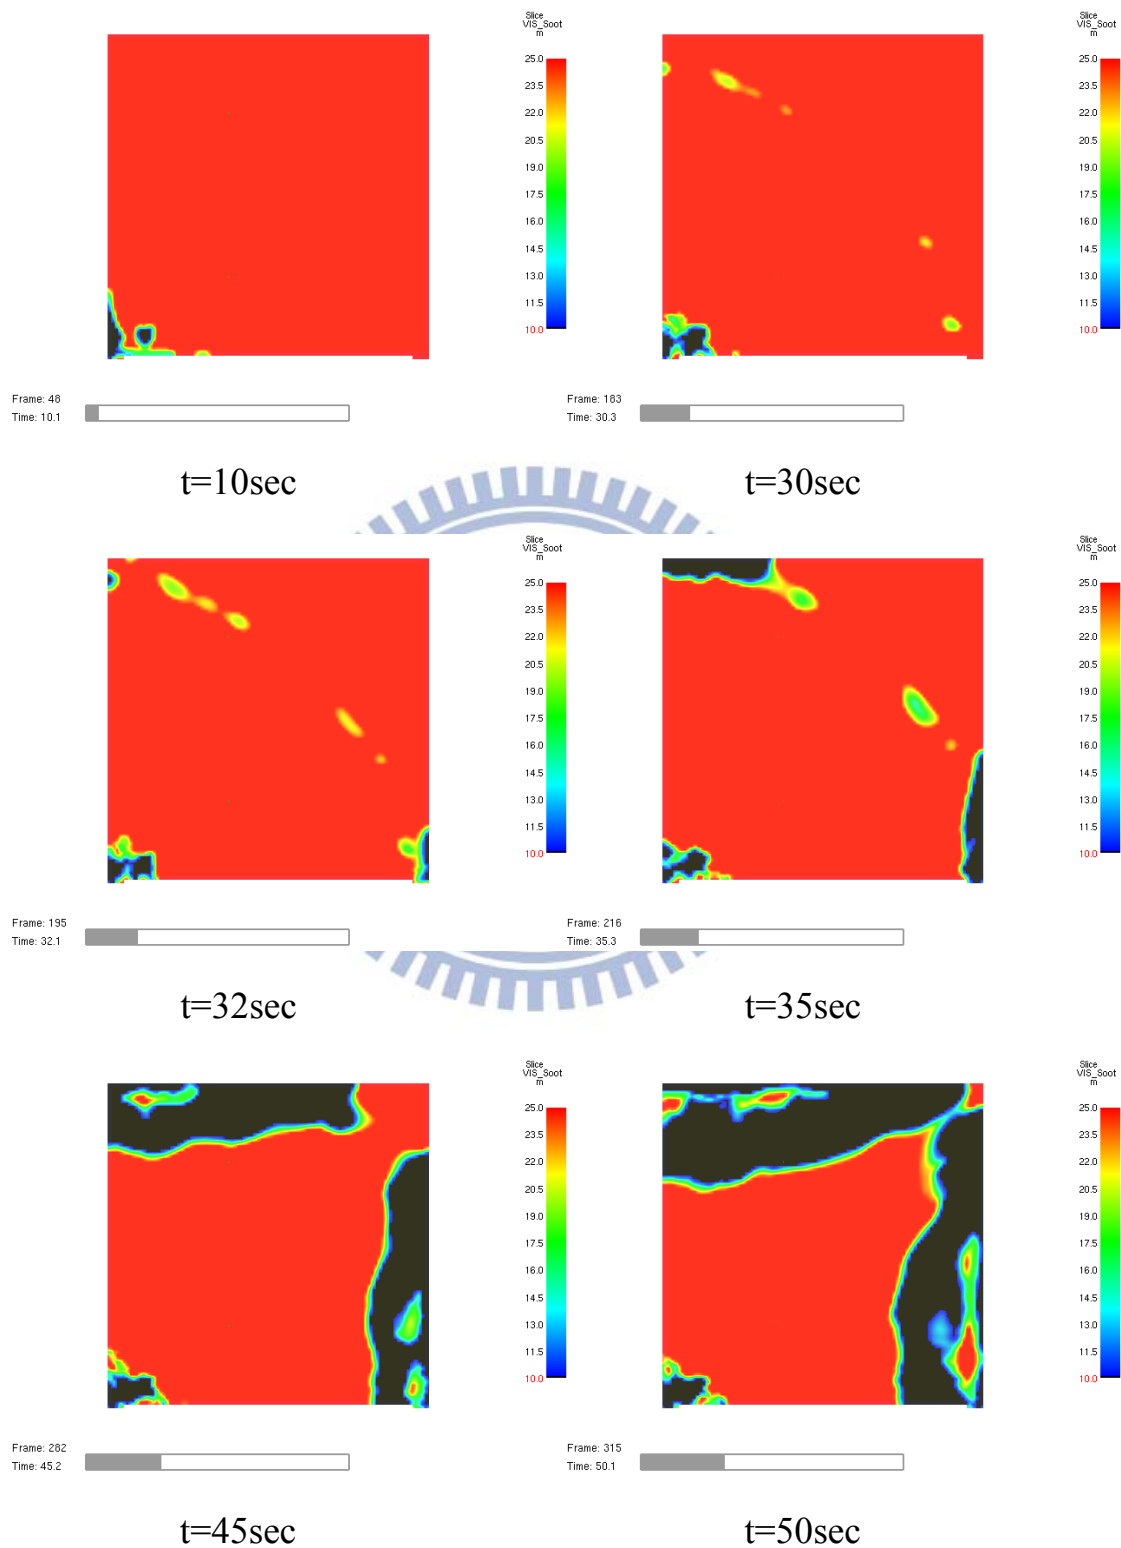 Slice
VIS_Soot
m
25.0
23.5
22.0
20.5
19.0
17.5
16.0
14.5
13.0
11.5
10.0
Frame: 48
Time: 10.1
t=10sec
Slice
VIS_Soot
m
25.0
23.5
22.0
20.5
19.0
17.5
16.0
14.5
13.0
11.5
10.0
Frame: 183
Time: 30.3
t=30sec
Slice
VIS_Soot
m
25.0
23.5
22.0
20.5
19.0
17.5
16.0
14.5
13.0
11.5
10.0
Frame: 195
Time: 32.1
t=32sec
Slice
VIS_Soot
m
25.0
23.5
22.0
20.5
19.0
17.5
16.0
14.5
13.0
11.5
10.0
Frame: 216
Time: 35.3
t=35sec
Slice
VIS_Soot
m
25.0
23.5
22.0
20.5
19.0
17.5
16.0
14.5
13.0
11.5
10.0
Frame: 282
Time: 45.2
t=45sec
Slice
VIS_Soot
m
25.0
23.5
22.0
20.5
19.0
17.5
16.0
14.5
13.0
11.5
10.0
Frame: 315
Time: 50.1
t=50sec